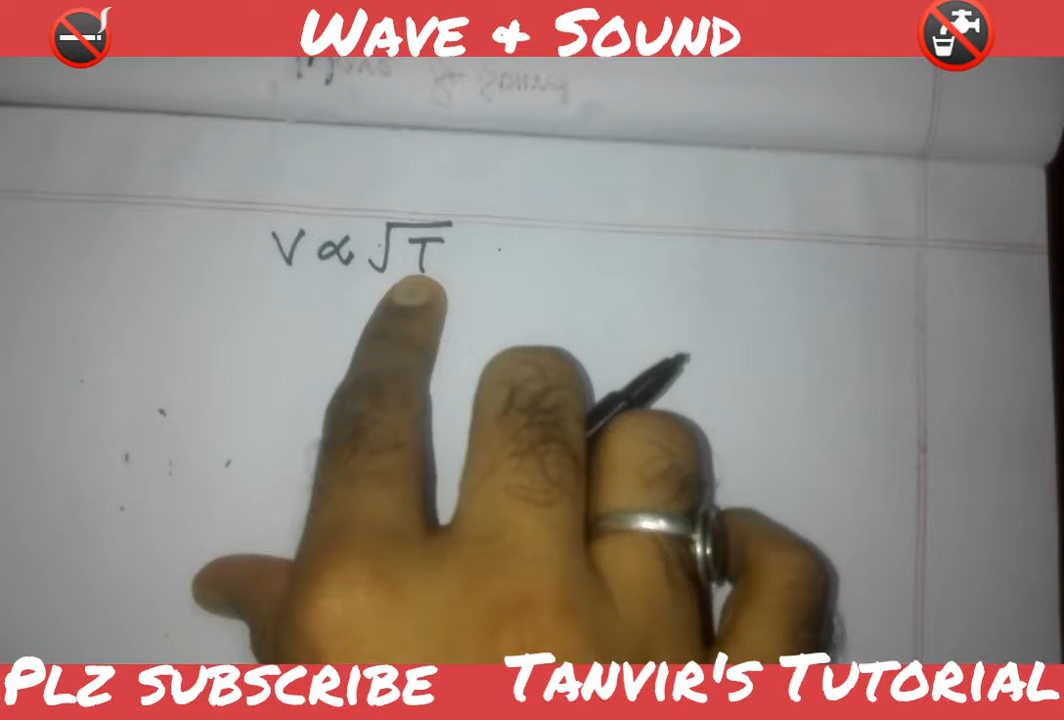 WAVE & SOUND
V ∝ √T
PLZ SUBSCRIBE
TANVIR'S TUTORIAL